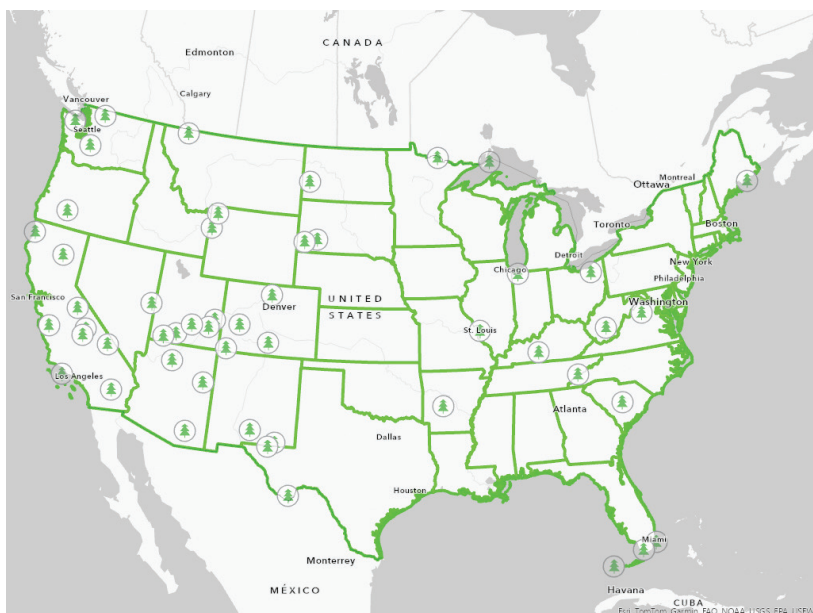 CANADA
Edmonton
Calgary
Vancouver
Seattle
Ottawa
Montreal
Toronto
Boston
Detroit
Chicago
New York
Philadelphia
San Francisco
Denver
UNITED
STATES
St. Louis
Washington
Los Angeles
Atlanta
Dallas
Houston
Miami
Monterrey
MÉXICO
Havana
CUBA
Esri, TomTom, Garmin, FAO, NOAA, USGS, EPA, USFW